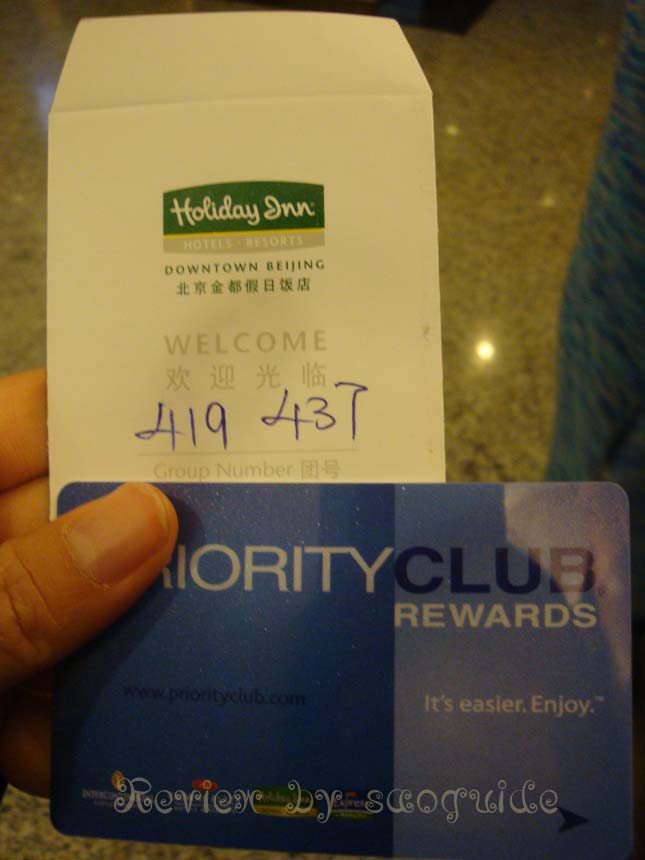 Holiday Inn®
HOTELS · RESORTS
DOWNTOWN BEIJING
北京金都假日饭店
WELCOME
欢迎光临
419 437
Group Number 团号
RIORITYCLUB®
REWARDS
www.priorityclub.com
It's easier. Enjoy.™
Review by saoguide